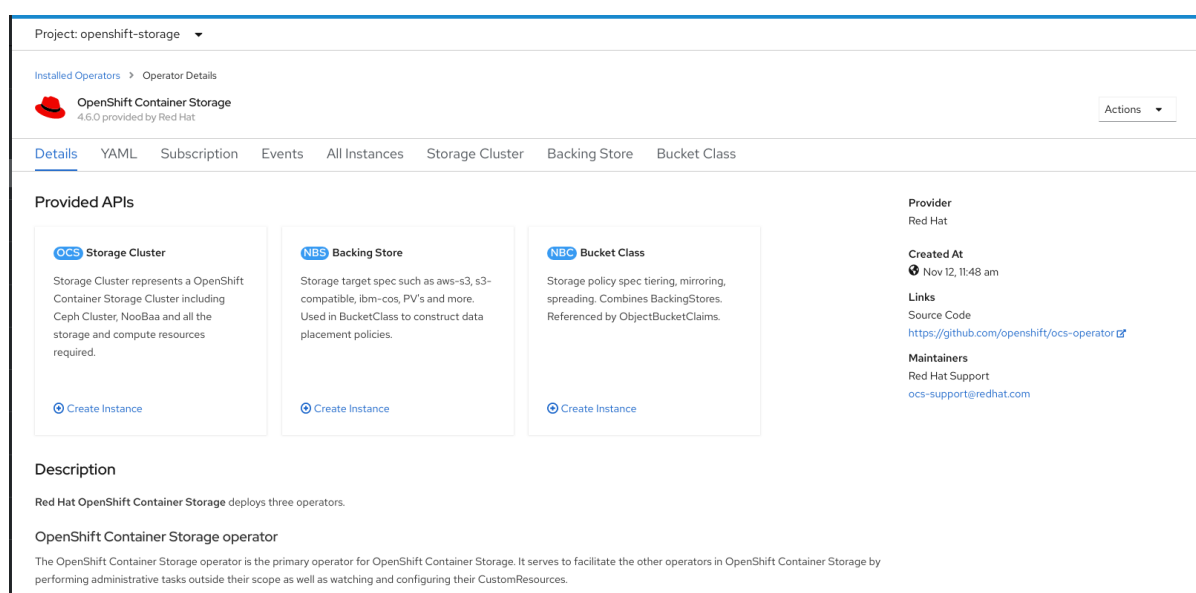 Project: openshift-storage
Installed Operators > Operator Details
OpenShift Container Storage
4.6.0 provided by Red Hat
Actions
Details YAML Subscription Events All Instances Storage Cluster Backing Store Bucket Class
Provided APIs
OCS Storage Cluster
Storage Cluster represents a OpenShift
Container Storage Cluster including
Ceph Cluster, NooBaa and all the
storage and compute resources
required.
Create Instance
NBS Backing Store
Storage target spec such as aws-s3, s3-
compatible, ibm-cos, PV's and more.
Used in BucketClass to construct data
placement policies.
Create Instance
NBC Bucket Class
Storage policy spec tiering, mirroring,
spreading. Combines BackingStores.
Referenced by ObjectBucketClaims.
Create Instance
Provider
Red Hat
Created At
Nov 12, 11:48 am
Links
Source Code
https://github.com/openshift/ocs-operator
Maintainers
Red Hat Support
ocs-support@redhat.com
Description
Red Hat OpenShift Container Storage deploys three operators.
OpenShift Container Storage operator
The OpenShift Container Storage operator is the primary operator for OpenShift Container Storage. It serves to facilitate the other operators in OpenShift Container Storage by
performing administrative tasks outside their scope as well as watching and configuring their CustomResources.